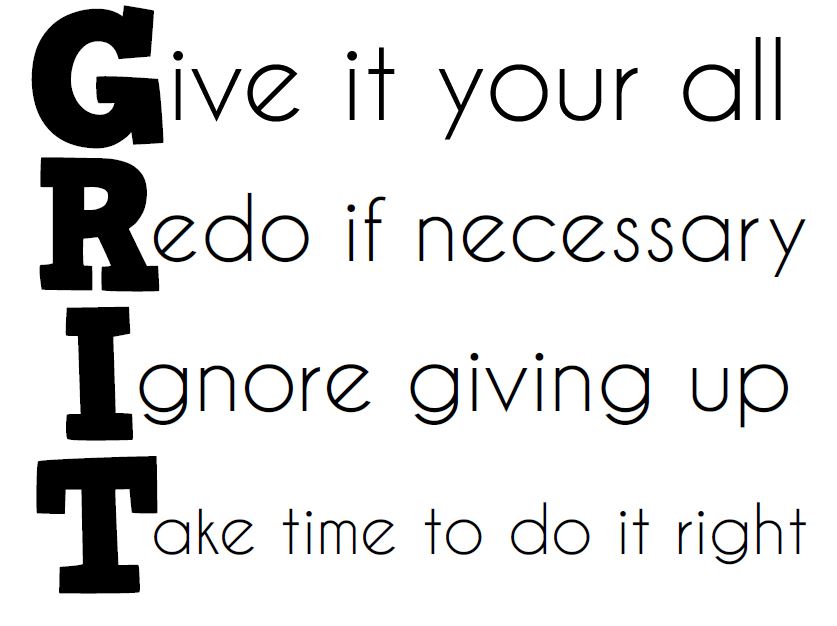 Give it your all
Redo if necessary
Ignore giving up
Take time to do it right